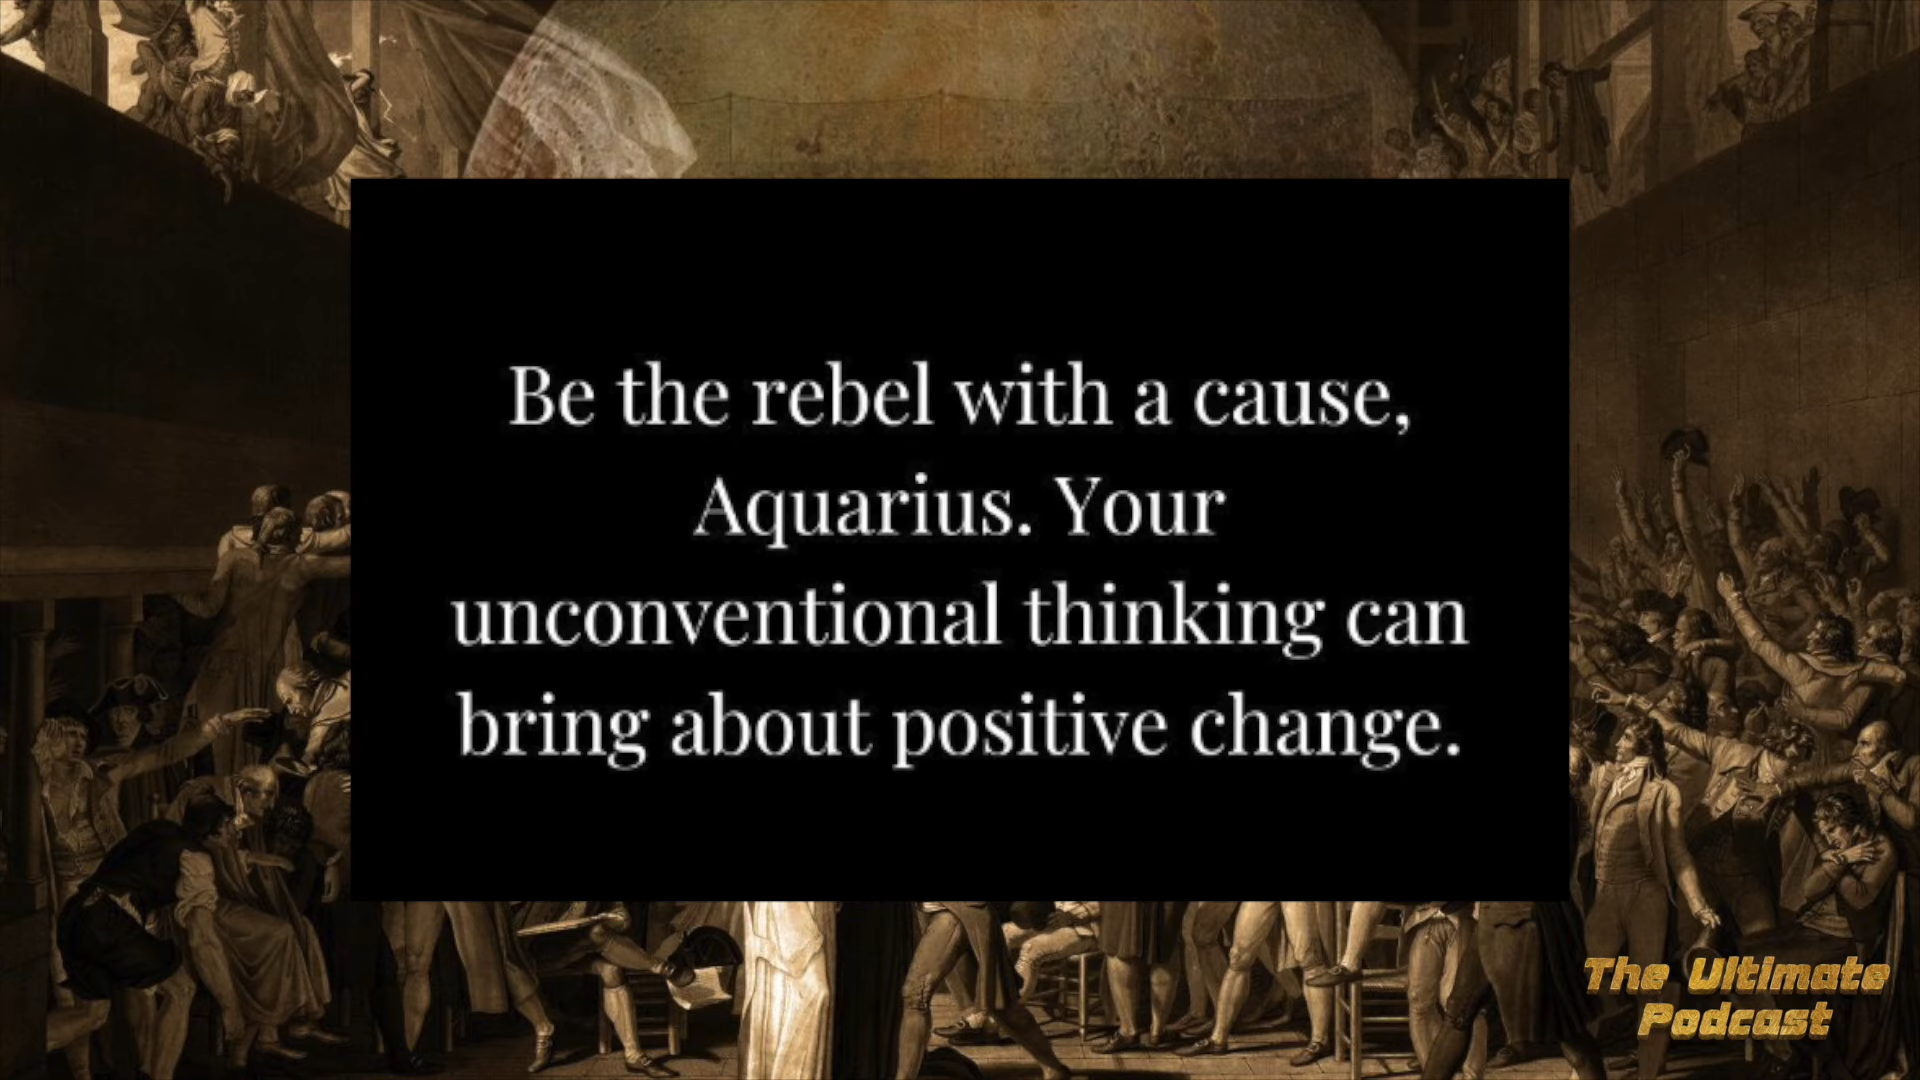 Be the rebel with a cause,
Aquarius. Your
unconventional thinking can
bring about positive change.
The Ultimate
Podcast